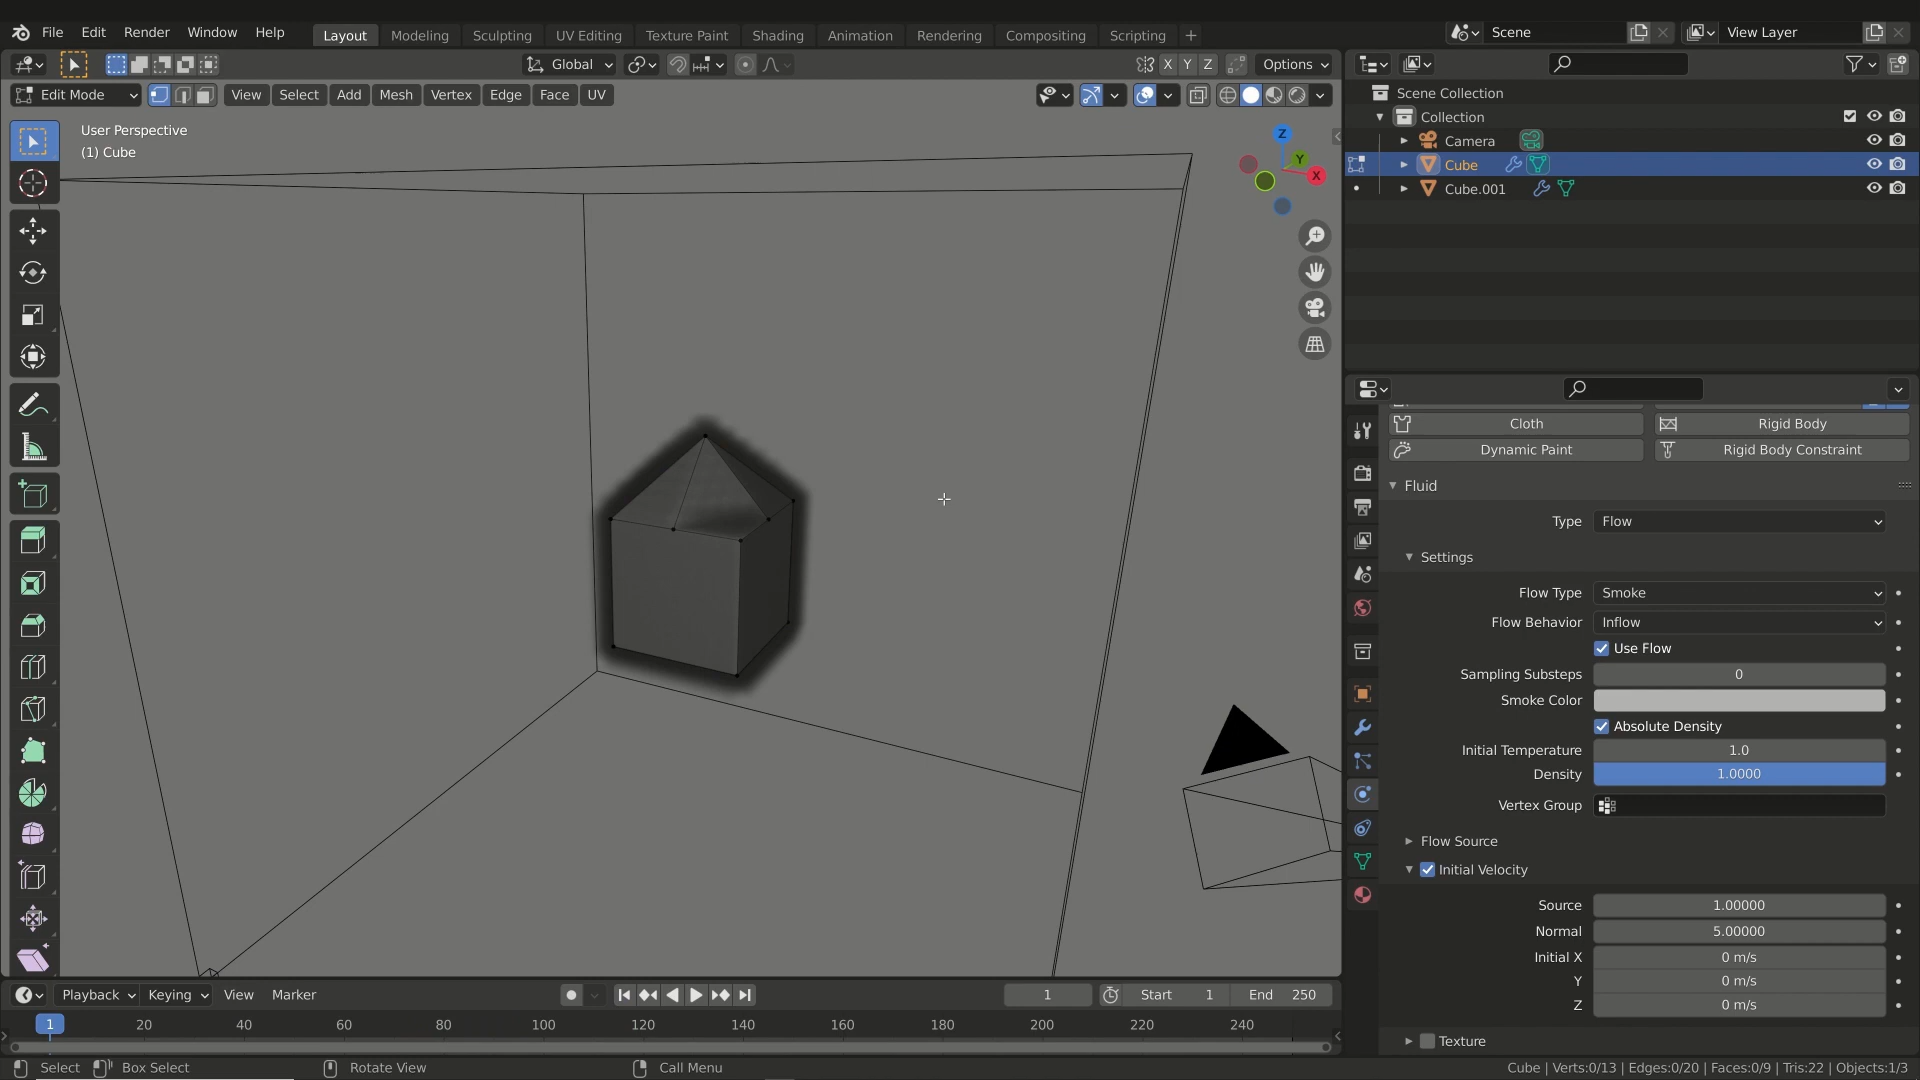 File Edit Render Window Help Layout Modeling Sculpting UV Editing Texture Paint Shading Animation Rendering Compositing Scripting + Scene View Layer
Global X Y Z Options
Edit Mode View Select Add Mesh Vertex Edge Face UV
User Perspective
(1) Cube
Z
Y
X
Scene Collection
Collection
Camera
Cube
Cube.001
Cloth Rigid Body
Dynamic Paint Rigid Body Constraint
Fluid
Type Flow
Settings
Flow Type Smoke
Flow Behavior Inflow
Use Flow
Sampling Substeps 0
Smoke Color
Absolute Density
Initial Temperature 1.0
Density 1.0000
Vertex Group
Flow Source
Initial Velocity
Source 1.00000
Normal 5.00000
Initial X 0 m/s
Y 0 m/s
Z 0 m/s
Texture
Playback Keying View Marker 1 Start 1 End 250
1 20 40 60 80 100 120 140 160 180 200 220 240
Select Box Select Rotate View Call Menu Cube | Verts:0/13 | Edges:0/20 | Faces:0/9 | Tris:22 | Objects:1/3